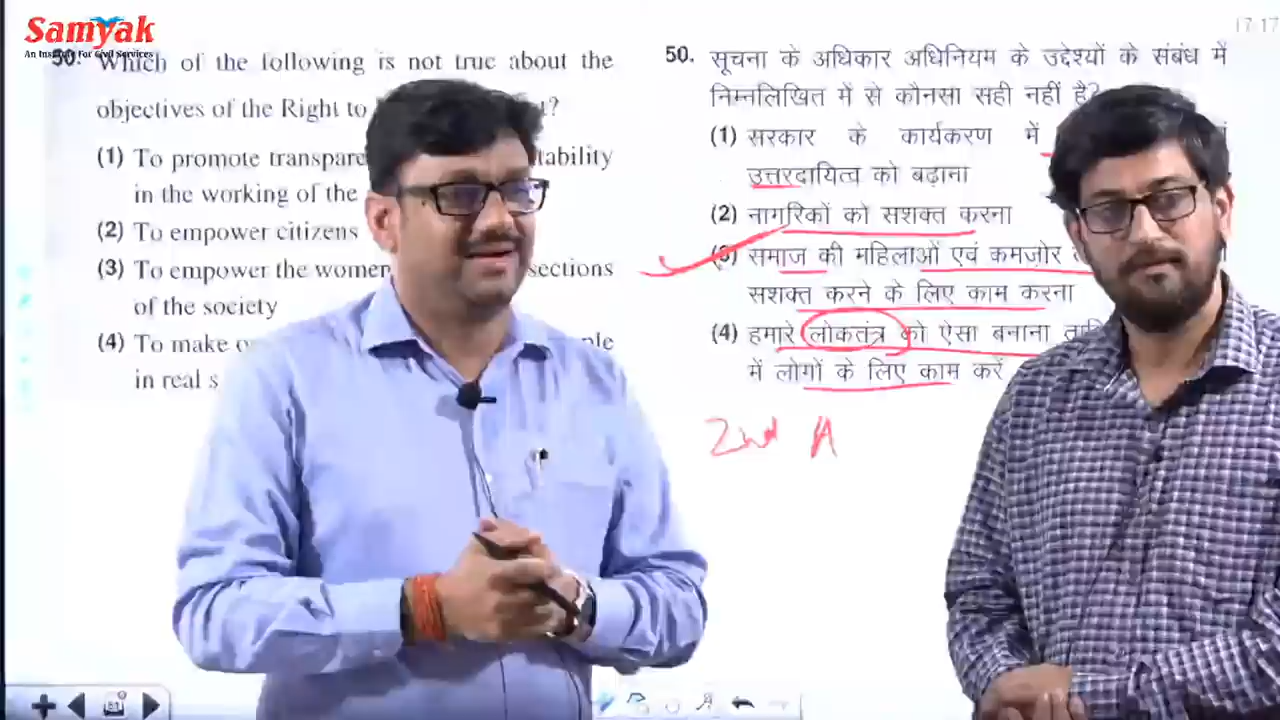 Samyak
An Institute For Civil Services
17 17
50. Which of the following is not true about the
objectives of the Right to
(1) To promote transpare tability
in the working of the
(2) To empower citizens
(3) To empower the women sections
of the society
(4) To make o ple
in real s
50. सूचना के अधिकार अधिनियम के उद्देश्यों के संबंध में
निम्नलिखित में से कौनसा सही नहीं है?
(1) सरकार के कार्यकरण में
उत्तरदायित्व को बढ़ाना
(2) नागरिकों को सशक्त करना
(3) समाज की महिलाओं एवं कमज़ोर
सशक्त करने के लिए काम करना
(4) हमारे लोकतंत्र को ऐसा बनाना
में लोगों के लिए काम करें
2nd A